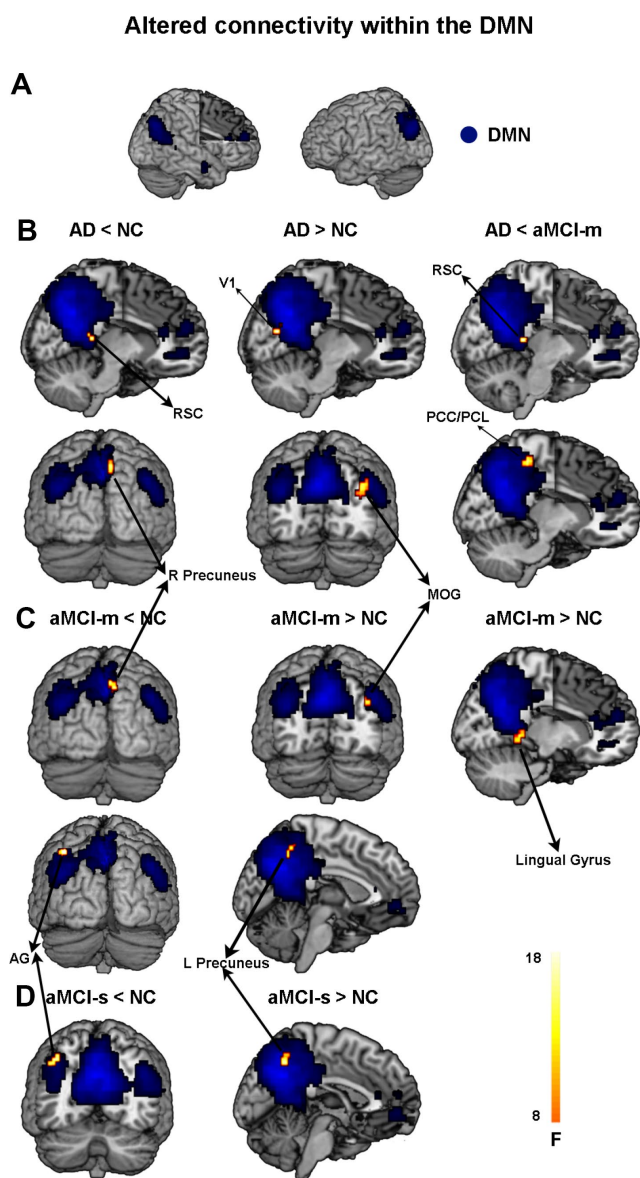 Altered connectivity within the DMN
A
DMN
B
AD < NC
AD > NC
AD < aMCI-m
V1
RSC
RSC
PCC/PCL
R Precuneus
MOG
C
aMCI-m < NC
aMCI-m > NC
aMCI-m > NC
Lingual Gyrus
AG
L Precuneus
18
D
aMCI-s < NC
aMCI-s > NC
8
F